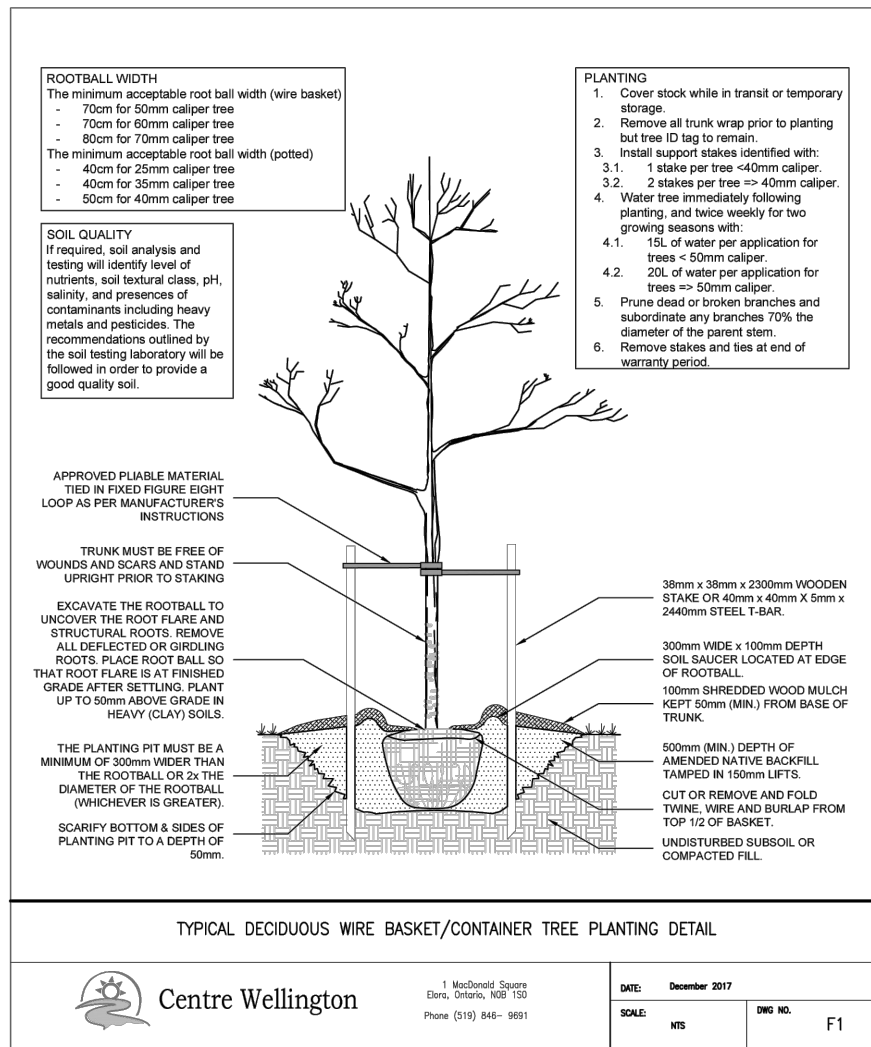 ROOTBALL WIDTH
The minimum acceptable root ball width (wire basket)
- 70cm for 50mm caliper tree
- 70cm for 60mm caliper tree
- 80cm for 70mm caliper tree
The minimum acceptable root ball width (potted)
- 40cm for 25mm caliper tree
- 40cm for 35mm caliper tree
- 50cm for 40mm caliper tree
SOIL QUALITY
If required, soil analysis and
testing will identify level of
nutrients, soil textural class, pH,
salinity, and presences of
contaminants including heavy
metals and pesticides. The
recommendations outlined by
the soil testing laboratory will be
followed in order to provide a
good quality soil.
PLANTING
1. Cover stock while in transit or temporary
storage.
2. Remove all trunk wrap prior to planting
but tree ID tag to remain.
3. Install support stakes identified with:
3.1. 1 stake per tree <40mm caliper.
3.2. 2 stakes per tree => 40mm caliper.
4. Water tree immediately following
planting, and twice weekly for two
growing seasons with:
4.1. 15L of water per application for
trees < 50mm caliper.
4.2. 20L of water per application for
trees => 50mm caliper.
5. Prune dead or broken branches and
subordinate any branches 70% the
diameter of the parent stem.
6. Remove stakes and ties at end of
warranty period.
APPROVED PLIABLE MATERIAL
TIED IN FIXED FIGURE EIGHT
LOOP AS PER MANUFACTURER'S
INSTRUCTIONS
TRUNK MUST BE FREE OF
WOUNDS AND SCARS AND STAND
UPRIGHT PRIOR TO STAKING
EXCAVATE THE ROOTBALL TO
UNCOVER THE ROOT FLARE AND
STRUCTURAL ROOTS. REMOVE
ALL DEFLECTED OR GIRDLING
ROOTS. PLACE ROOT BALL SO
THAT ROOT FLARE IS AT FINISHED
GRADE AFTER SETTLING. PLANT
UP TO 50mm ABOVE GRADE IN
HEAVY (CLAY) SOILS.
THE PLANTING PIT MUST BE A
MINIMUM OF 300mm WIDER THAN
THE ROOTBALL OR 2x THE
DIAMETER OF THE ROOTBALL
(WHICHEVER IS GREATER).
SCARIFY BOTTOM & SIDES OF
PLANTING PIT TO A DEPTH OF
50mm.
38mm x 38mm x 2300mm WOODEN
STAKE OR 40mm x 40mm X 5mm x
2440mm STEEL T-BAR.
300mm WIDE x 100mm DEPTH
SOIL SAUCER LOCATED AT EDGE
OF ROOTBALL.
100mm SHREDDED WOOD MULCH
KEPT 50mm (MIN.) FROM BASE OF
TRUNK.
500mm (MIN.) DEPTH OF
AMENDED NATIVE BACKFILL
TAMPED IN 150mm LIFTS.
CUT OR REMOVE AND FOLD
TWINE, WIRE AND BURLAP FROM
TOP 1/2 OF BASKET.
UNDISTURBED SUBSOIL OR
COMPACTED FILL.
TYPICAL DECIDUOUS WIRE BASKET/CONTAINER TREE PLANTING DETAIL
Centre Wellington
1 MacDonald Square
Elora, Ontario, N0B 1S0
Phone (519) 846- 9691
DATE: December 2017
SCALE: NTS
DWG NO. F1